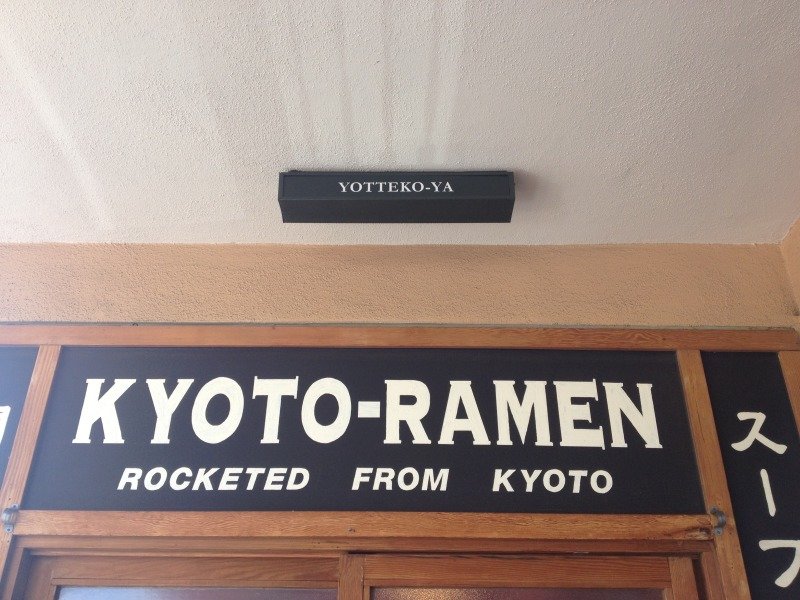 YOTTEKO-YA
KYOTO-RAMEN
ROCKETED FROM KYOTO
スープ